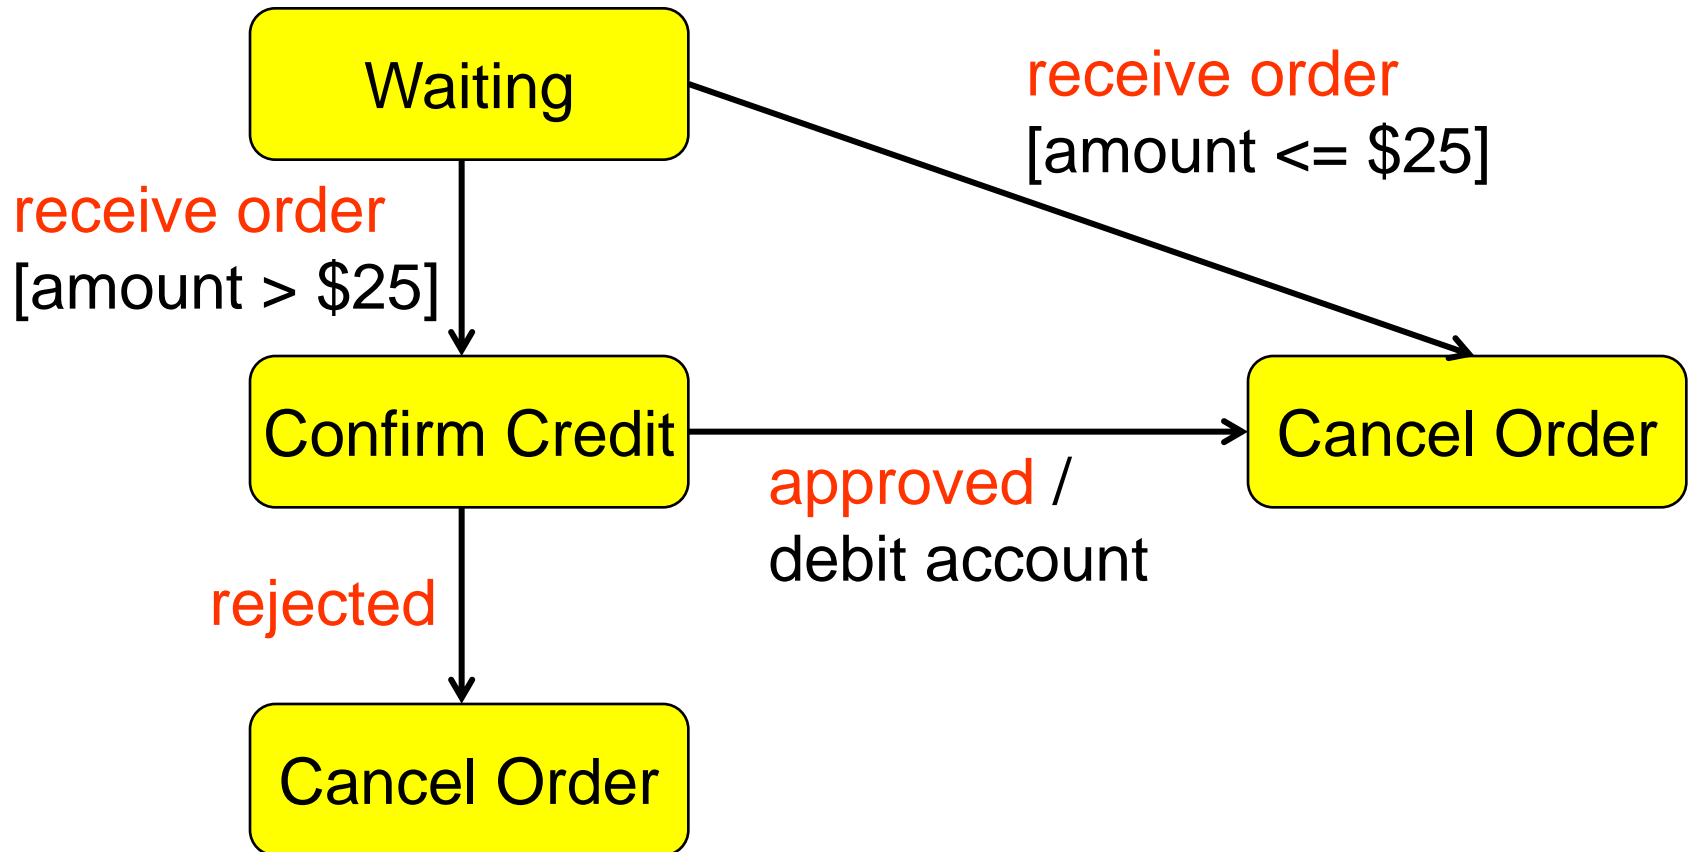 Waiting
receive order
[amount <= $25]
receive order
[amount > $25]
Confirm Credit
Cancel Order
approved /
debit account
rejected
Cancel Order